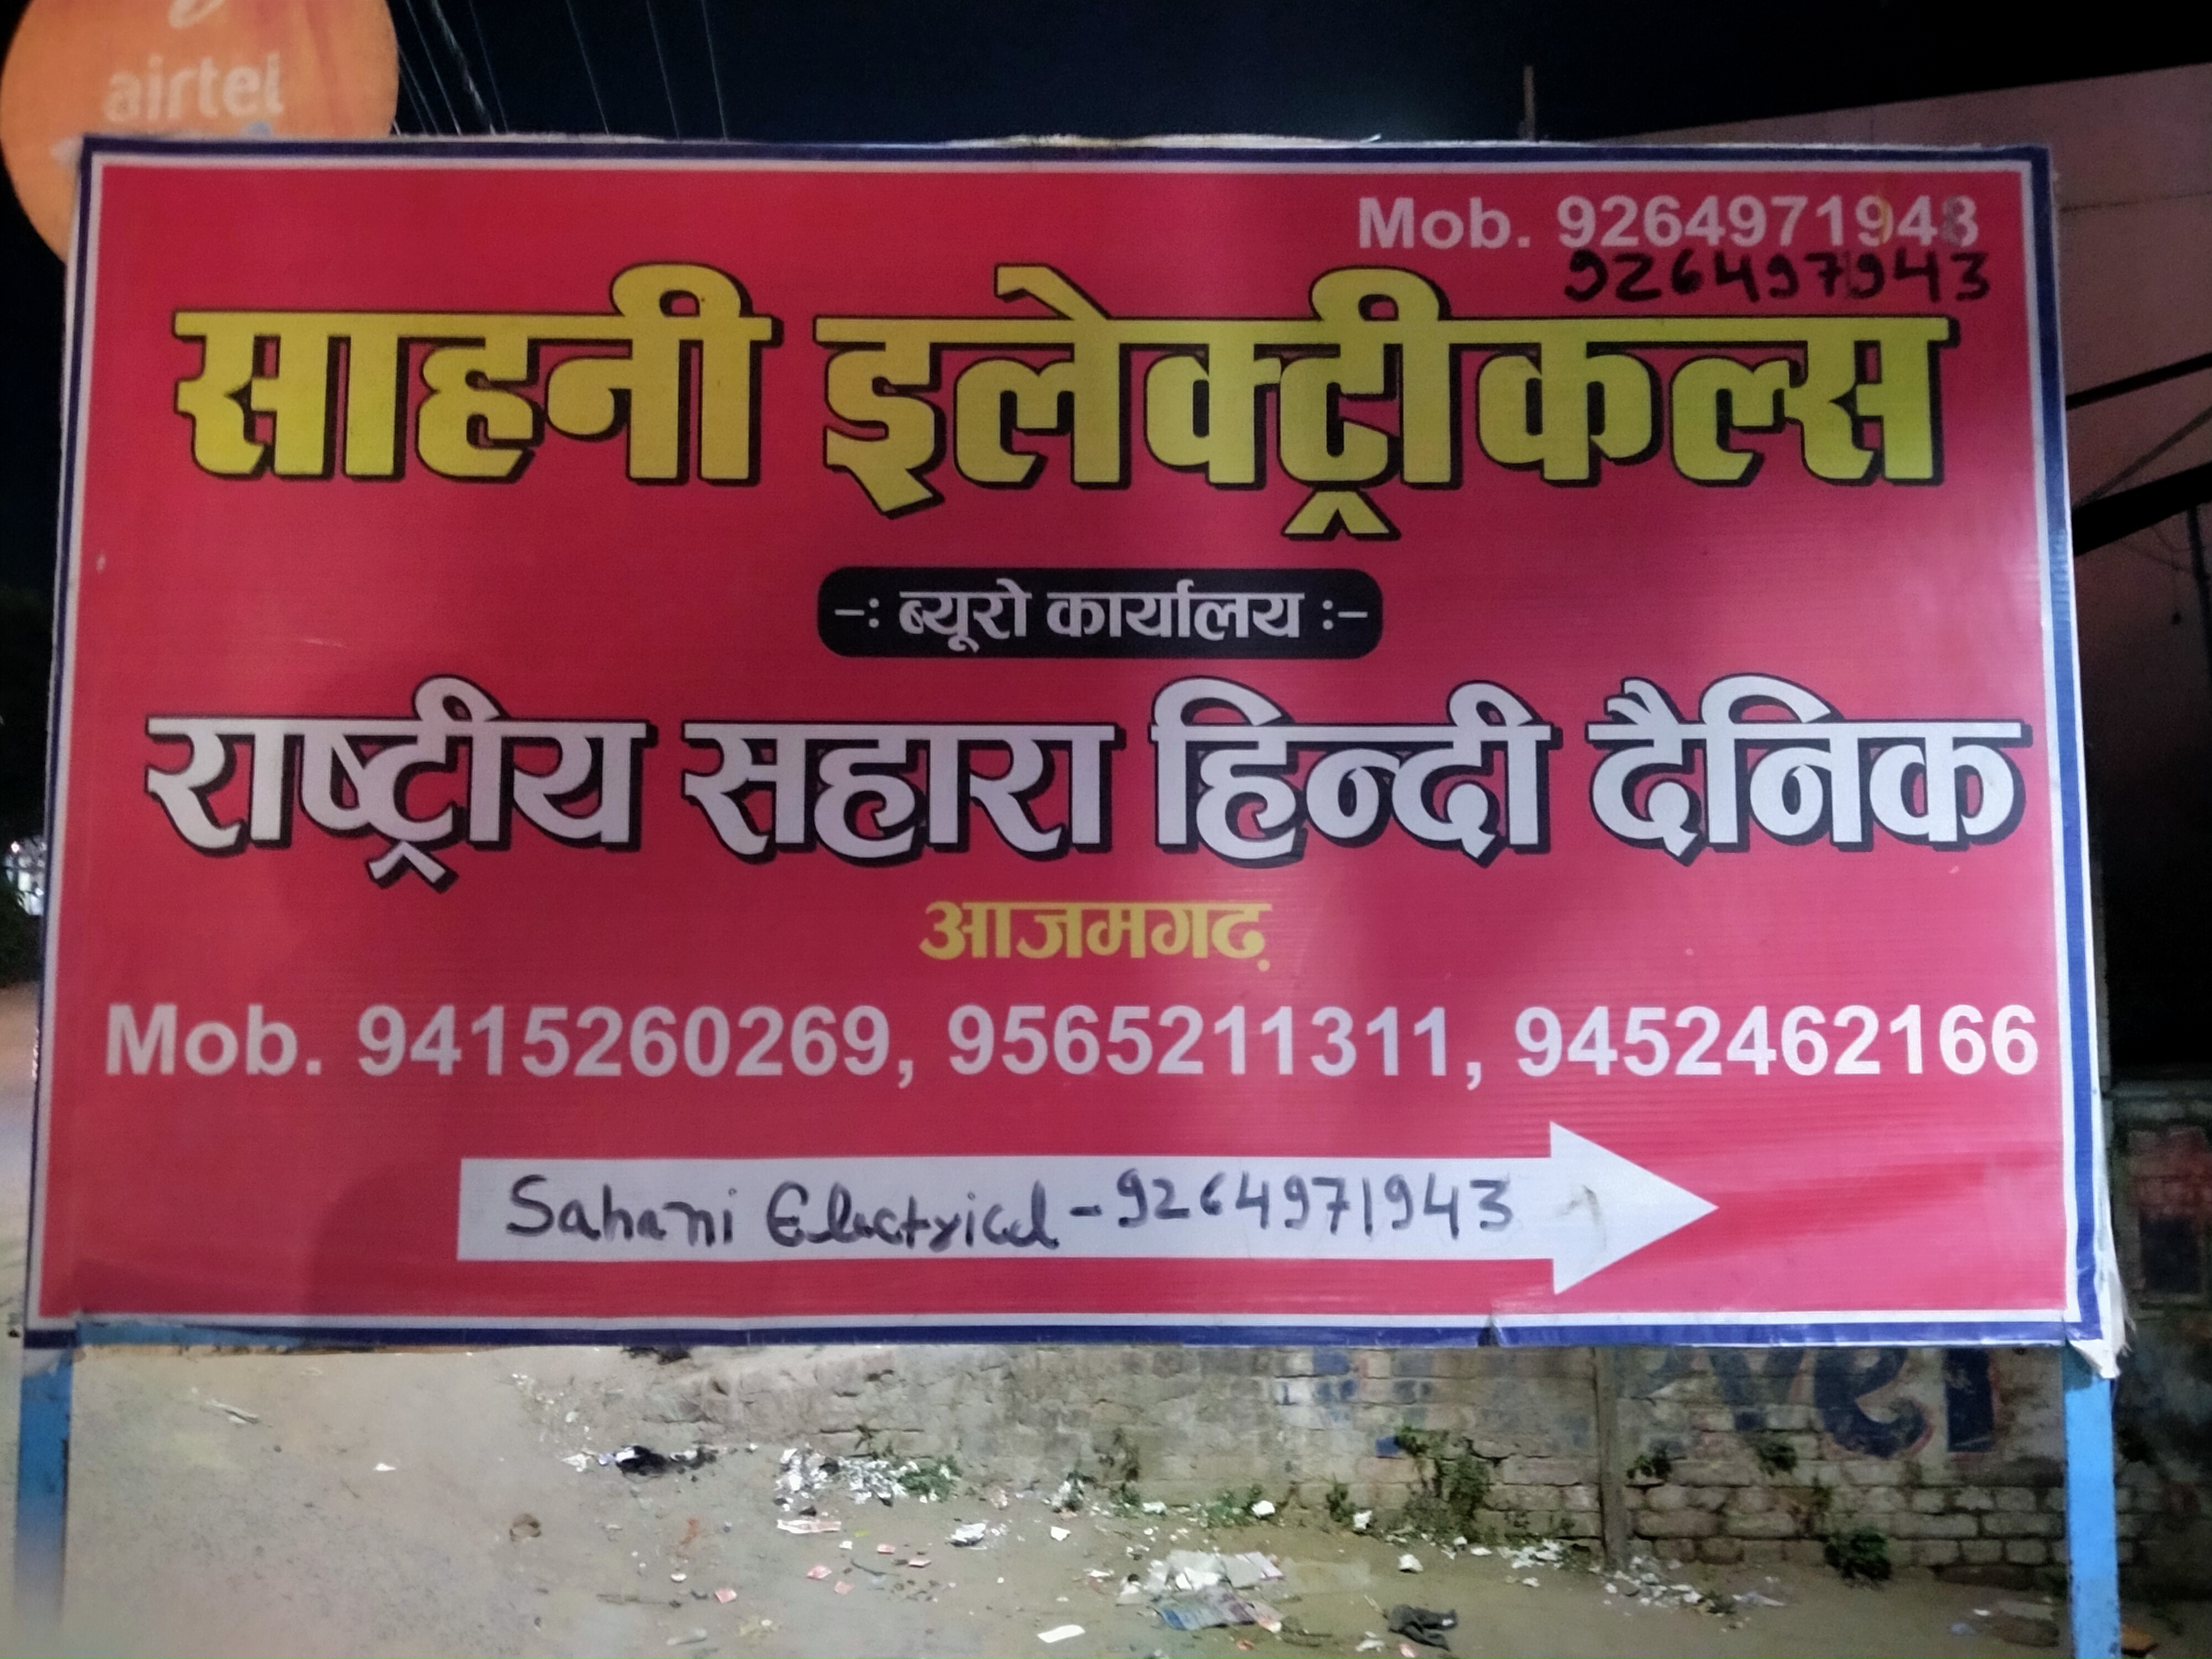 airtel
Mob. 9264971948
9264971943
साहनी इलेक्ट्रीकल्स
-: ब्यूरो कार्यालय :-
राष्ट्रीय सहारा हिन्दी दैनिक
आजमगढ़
Mob. 9415260269, 9565211311, 9452462166
Sahani Electrical - 9264971943